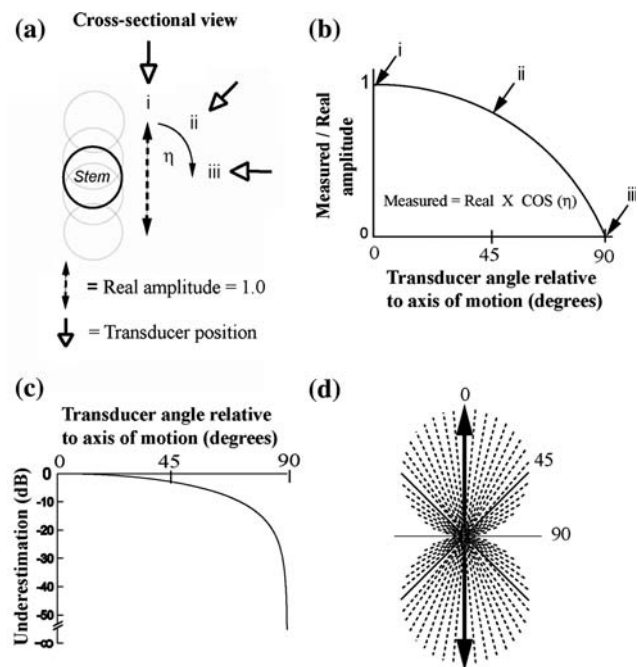 (a)
Cross-sectional view
i
ii
η
iii
Stem
= Real amplitude = 1.0
= Transducer position
(b)
i
ii
iii
1
0
Measured / Real
amplitude
Measured = Real X COS (η)
0
45
90
Transducer angle relative
to axis of motion (degrees)
(c)
Transducer angle relative
to axis of motion (degrees)
0
45
90
0
-10
-20
-30
-40
-50
-∞
Underestimation (dB)
(d)
0
45
90